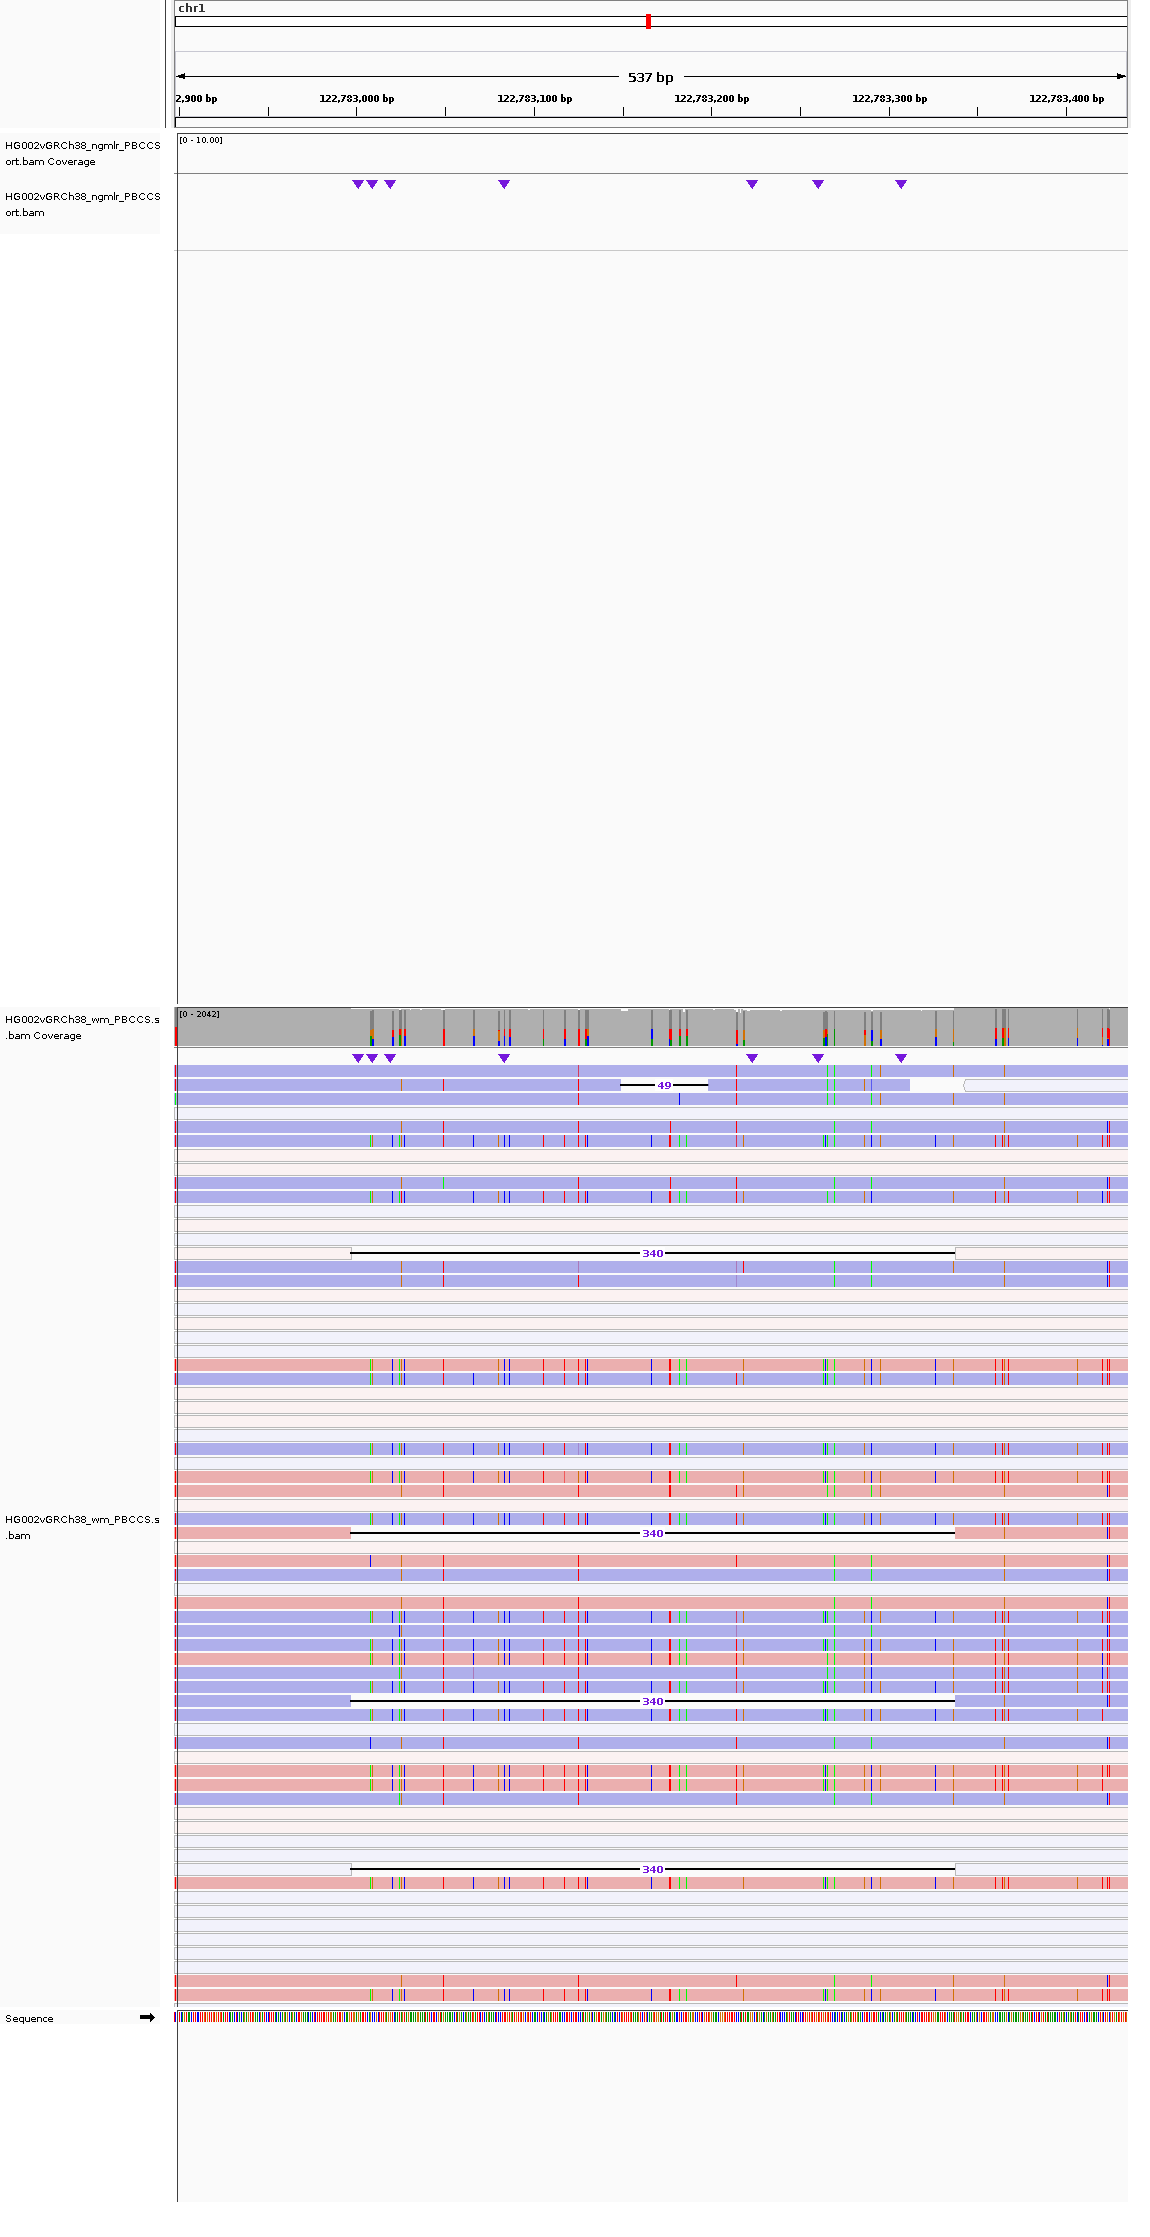 chr1
537 bp
2,900 bp 122,783,000 bp 122,783,100 bp 122,783,200 bp 122,783,300 bp 122,783,400 bp
HG002vGRCh38_ngmlr_PBCCS
ort.bam Coverage
[0 - 10.00]
HG002vGRCh38_ngmlr_PBCCS
ort.bam
HG002vGRCh38_wm_PBCCS.s
.bam Coverage
[0 - 2042]
49
340
HG002vGRCh38_wm_PBCCS.s
.bam
340
340
340
Sequence